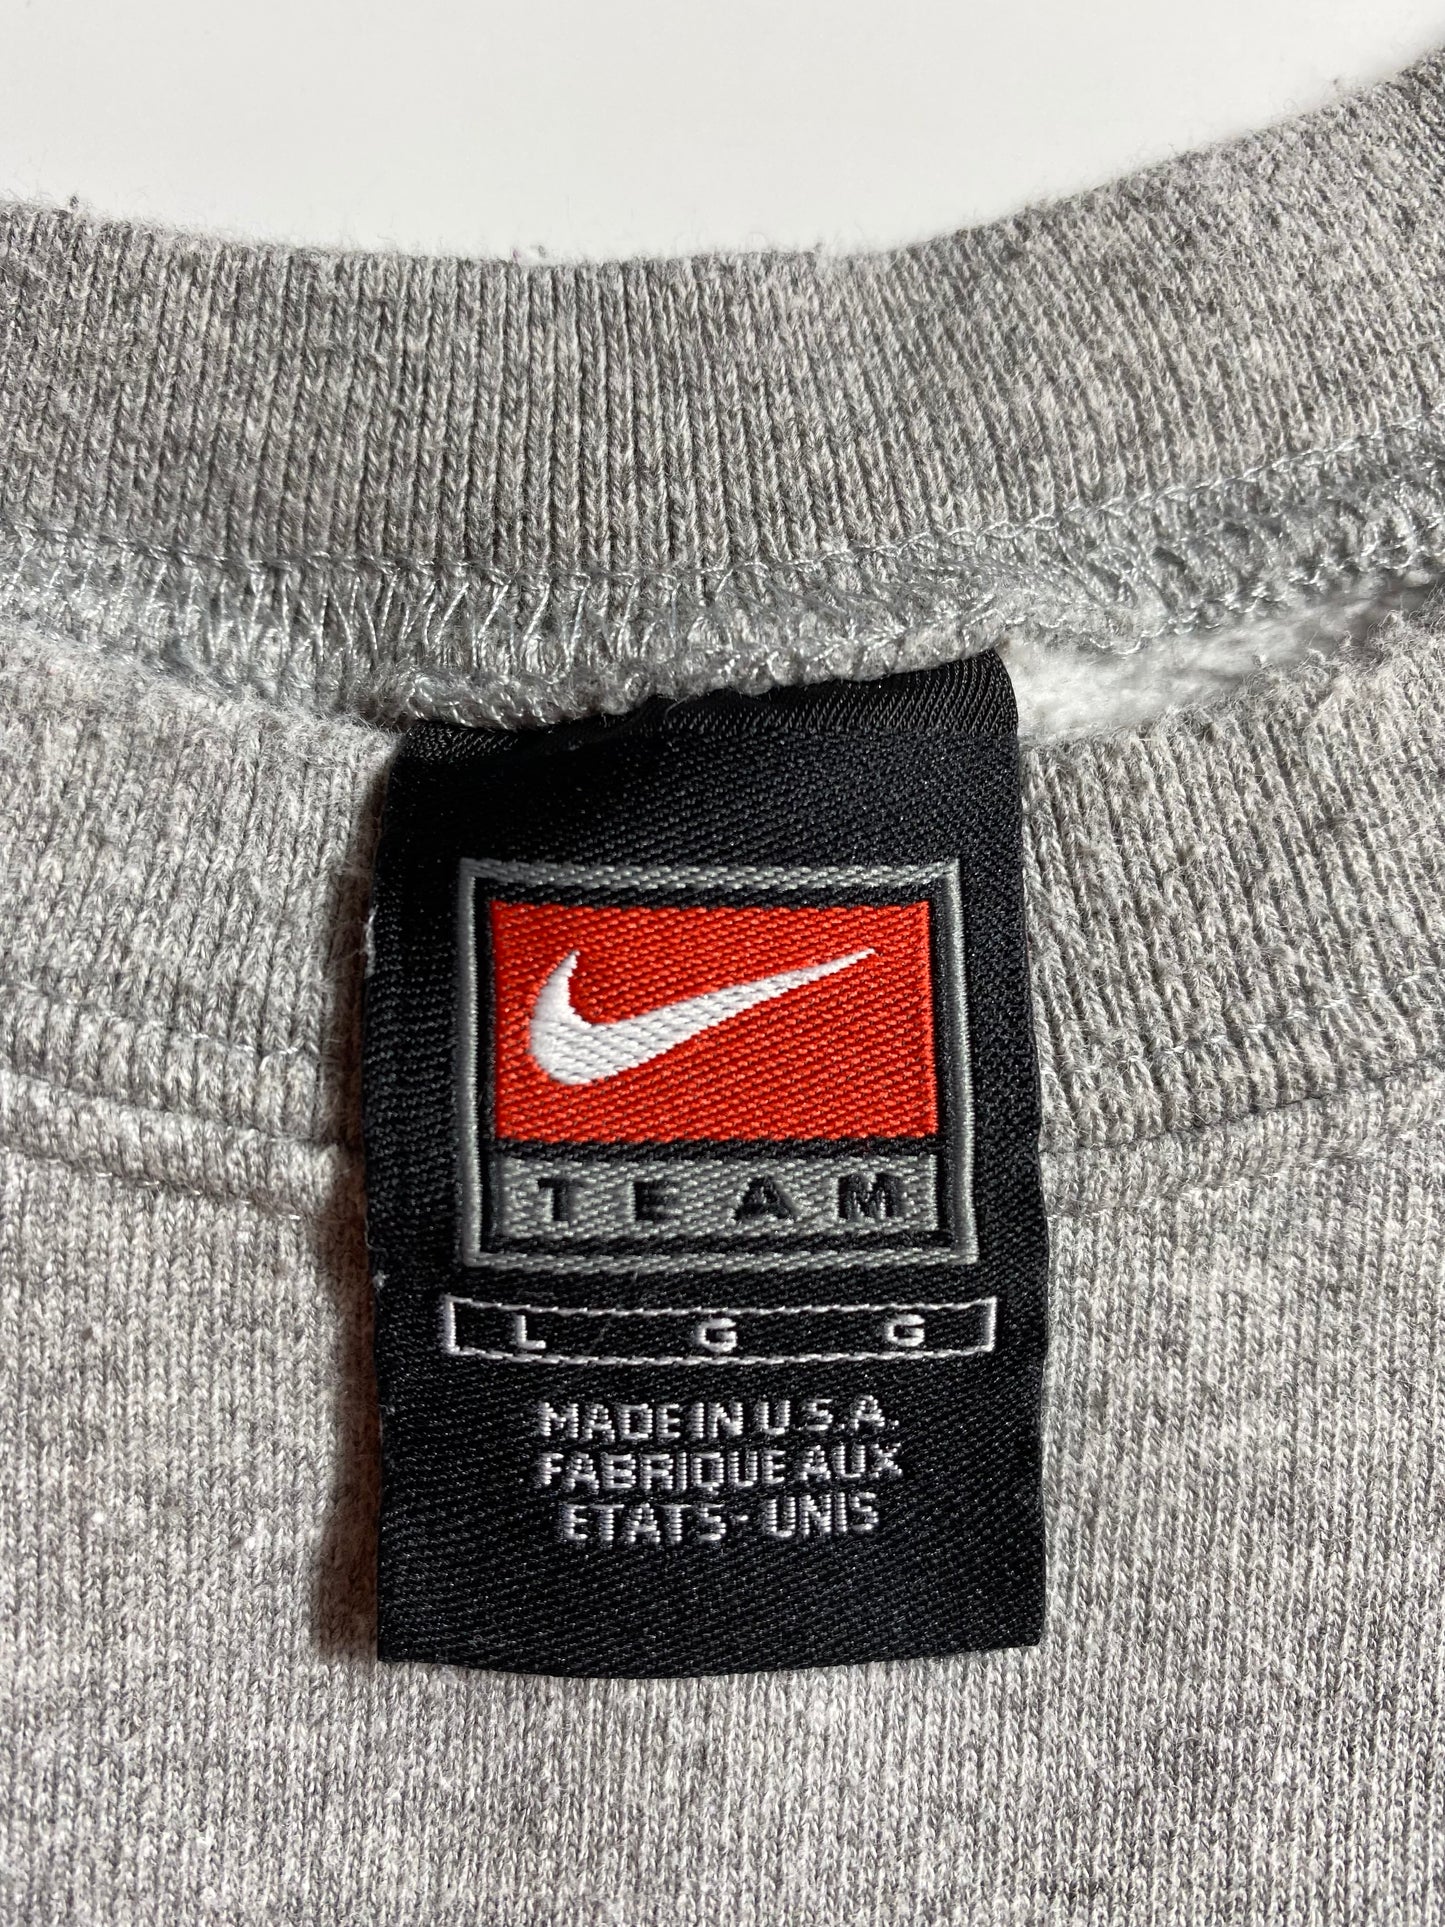 TEAM
L G G
MADE IN U.S.A.
FABRIQUE AUX
ETATS-UNIS